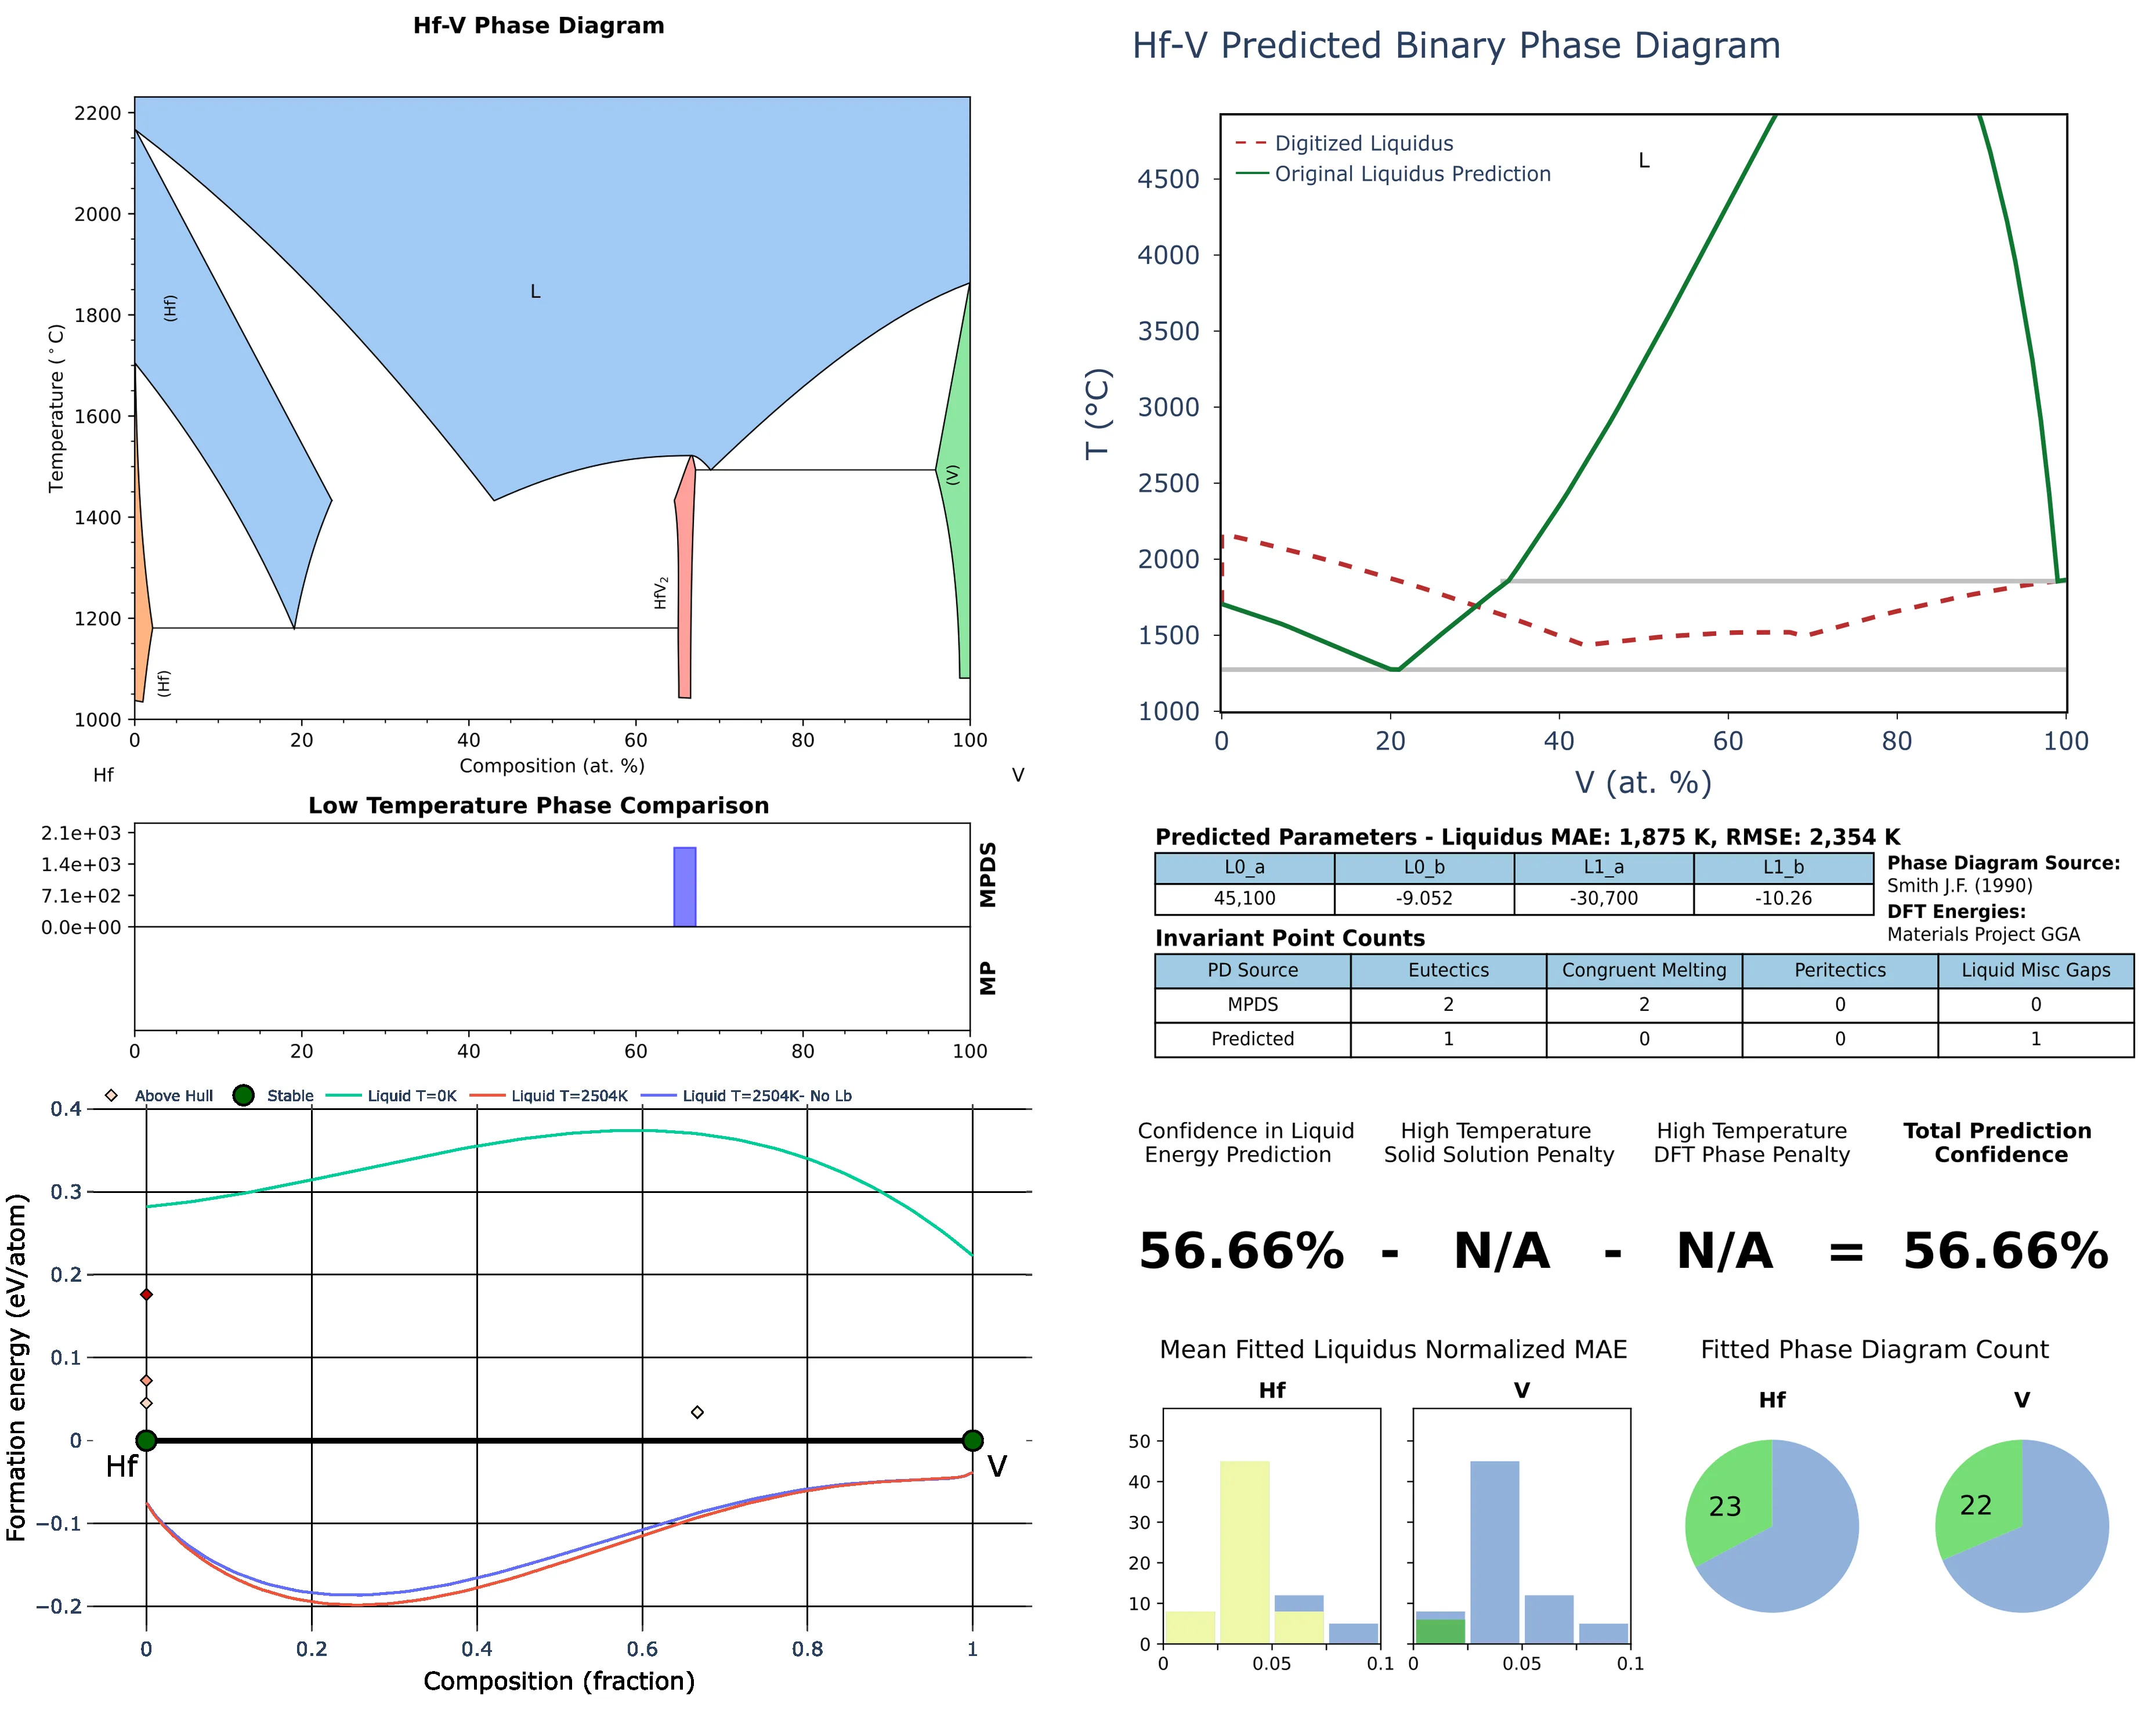 Hf-V Phase Diagram
2200
2000
1800
1600
1400
1200
1000
Temperature (°C)
(Hf)
L
(Hf)
HfV2
(V)
0 20 40 60 80 100
Composition (at. %)
Hf V
Low Temperature Phase Comparison
2.1e+03
1.4e+03
7.1e+02
0.0e+00
MPDS
MP
0 20 40 60 80 100
Above Hull Stable Liquid T=0K Liquid T=2504K Liquid T=2504K- No Lb
0.4
0.3
0.2
0.1
0
−0.1
−0.2
Formation energy (eV/atom)
Hf V
0 0.2 0.4 0.6 0.8 1
Composition (fraction)
Hf-V Predicted Binary Phase Diagram
Digitized Liquidus
Original Liquidus Prediction
L
4500
4000
3500
3000
2500
2000
1500
1000
T (°C)
0 20 40 60 80 100
V (at. %)
Predicted Parameters - Liquidus MAE: 1,875 K, RMSE: 2,354 K
L0_a L0_b L1_a L1_b
45,100 -9.052 -30,700 -10.26
Phase Diagram Source:
Smith J.F. (1990)
DFT Energies:
Materials Project GGA
Invariant Point Counts
PD Source Eutectics Congruent Melting Peritectics Liquid Misc Gaps
MPDS 2 2 0 0
Predicted 1 0 0 1
Confidence in Liquid
Energy Prediction
High Temperature
Solid Solution Penalty
High Temperature
DFT Phase Penalty
Total Prediction
Confidence
56.66% - N/A - N/A = 56.66%
Mean Fitted Liquidus Normalized MAE
Hf V
50
40
30
20
10
0
0 0.05 0.1 0 0.05 0.1
Fitted Phase Diagram Count
Hf V
23 22